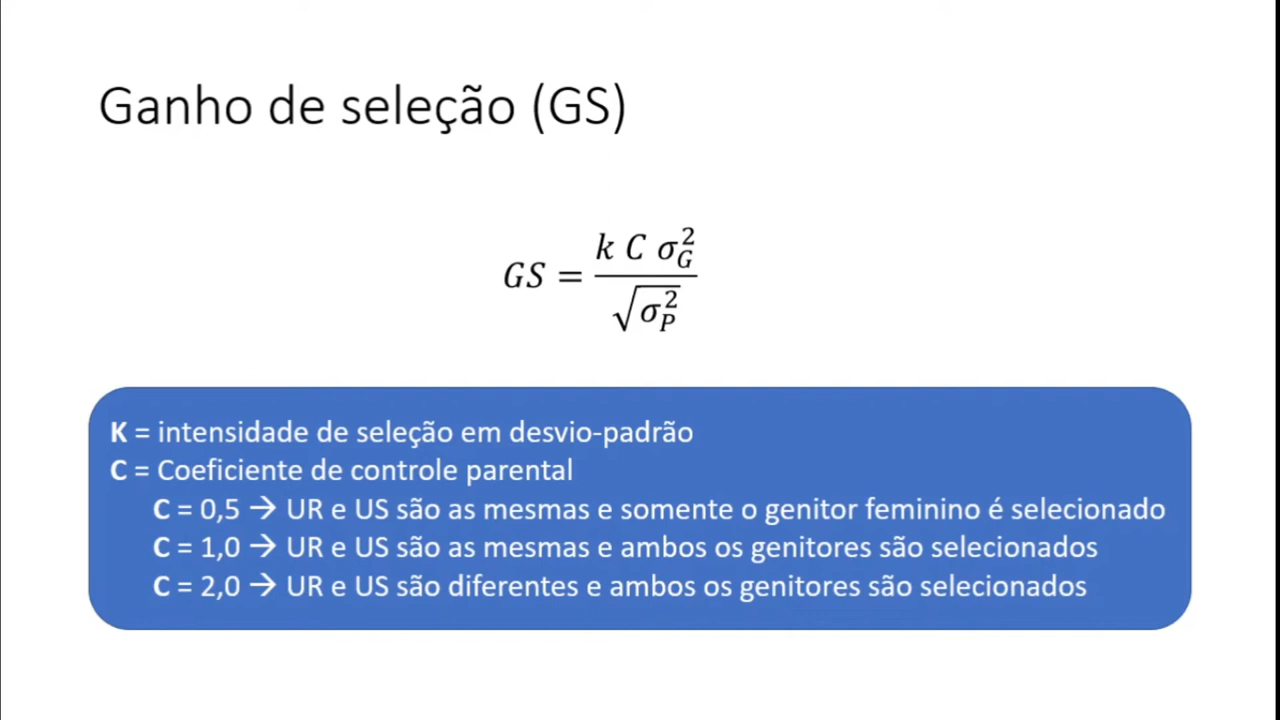 Ganho de seleção (GS)
GS = \frac{k C σ_G^2}{\sqrt{σ_P^2}}
K = intensidade de seleção em desvio-padrão
C = Coeficiente de controle parental
C = 0,5 → UR e US são as mesmas e somente o genitor feminino é selecionado
C = 1,0 → UR e US são as mesmas e ambos os genitores são selecionados
C = 2,0 → UR e US são diferentes e ambos os genitores são selecionados